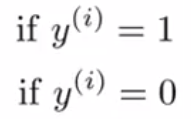 if y⁽ⁱ⁾ = 1
if y⁽ⁱ⁾ = 0